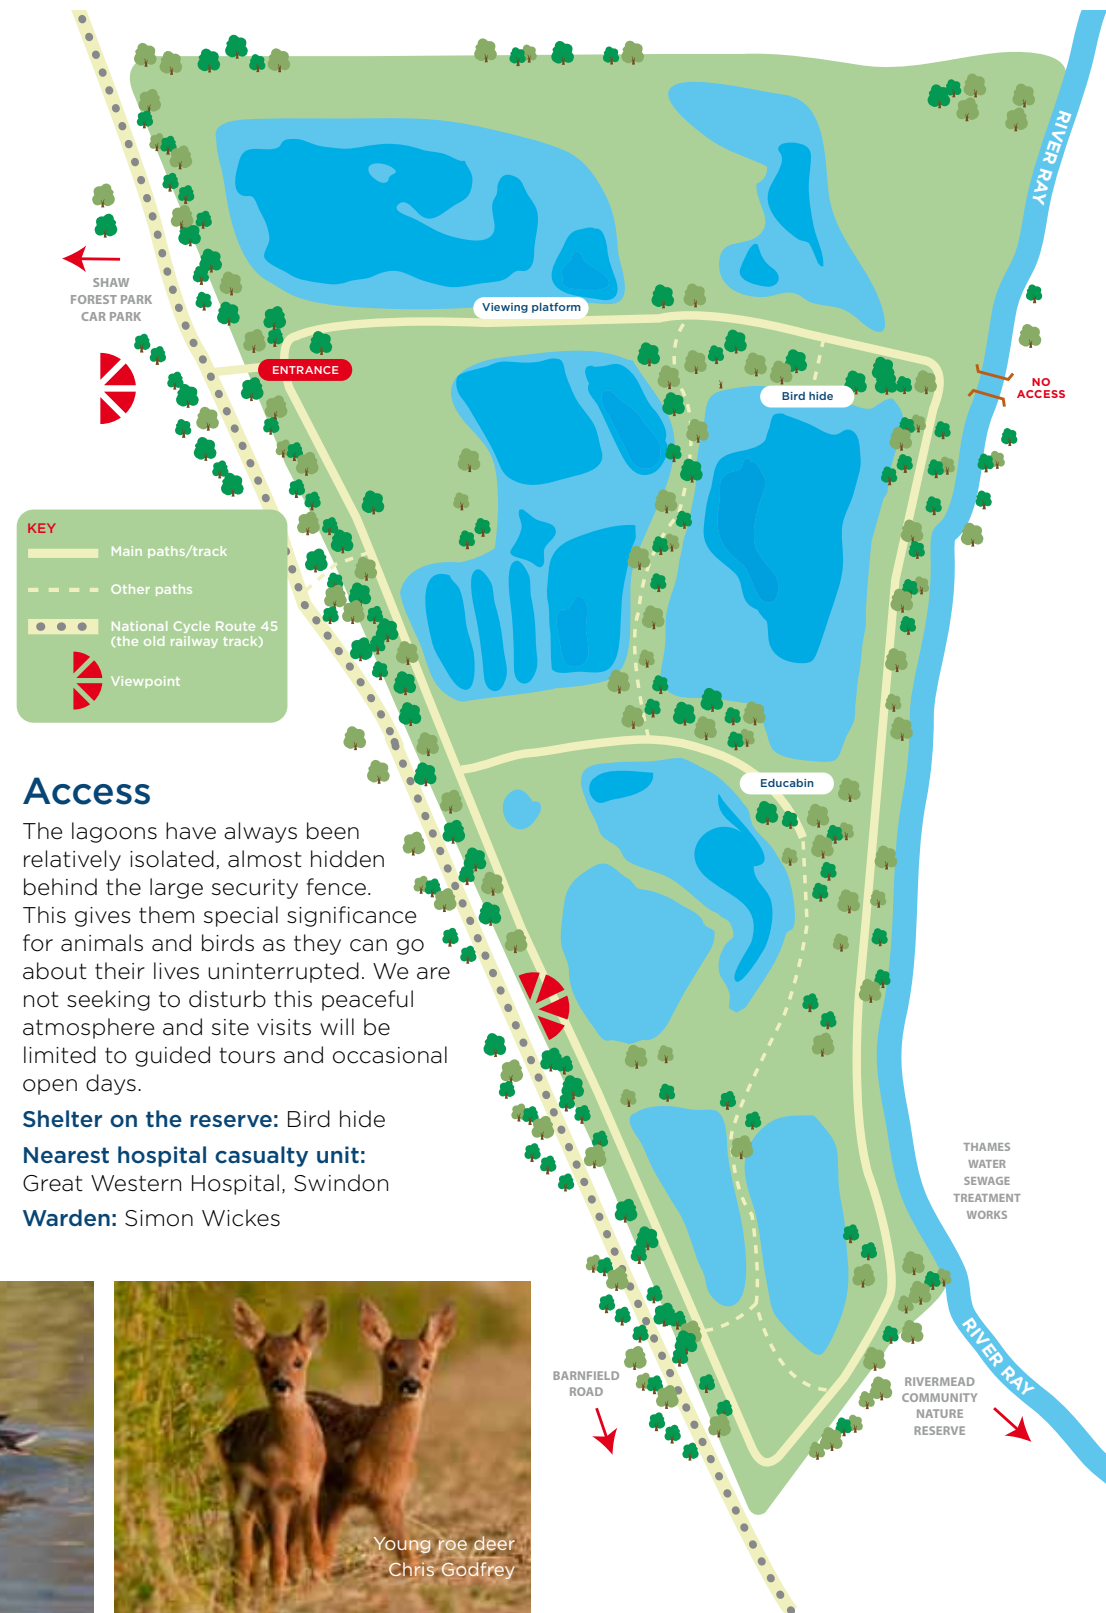 RIVER RAY
SHAW
FOREST PARK
CAR PARK
Viewing platform
ENTRANCE
Bird hide
NO
ACCESS
KEY
Main paths/track
Other paths
National Cycle Route 45
(the old railway track)
Viewpoint
Educabin
Access
The lagoons have always been
relatively isolated, almost hidden
behind the large security fence.
This gives them special significance
for animals and birds as they can go
about their lives uninterrupted. We are
not seeking to disturb this peaceful
atmosphere and site visits will be
limited to guided tours and occasional
open days.
Shelter on the reserve: Bird hide
Nearest hospital casualty unit:
Great Western Hospital, Swindon
Warden: Simon Wickes
THAMES
WATER
SEWAGE
TREATMENT
WORKS
RIVER RAY
BARNFIELD
ROAD
RIVERMEAD
COMMUNITY
NATURE
RESERVE
Young roe deer
Chris Godfrey